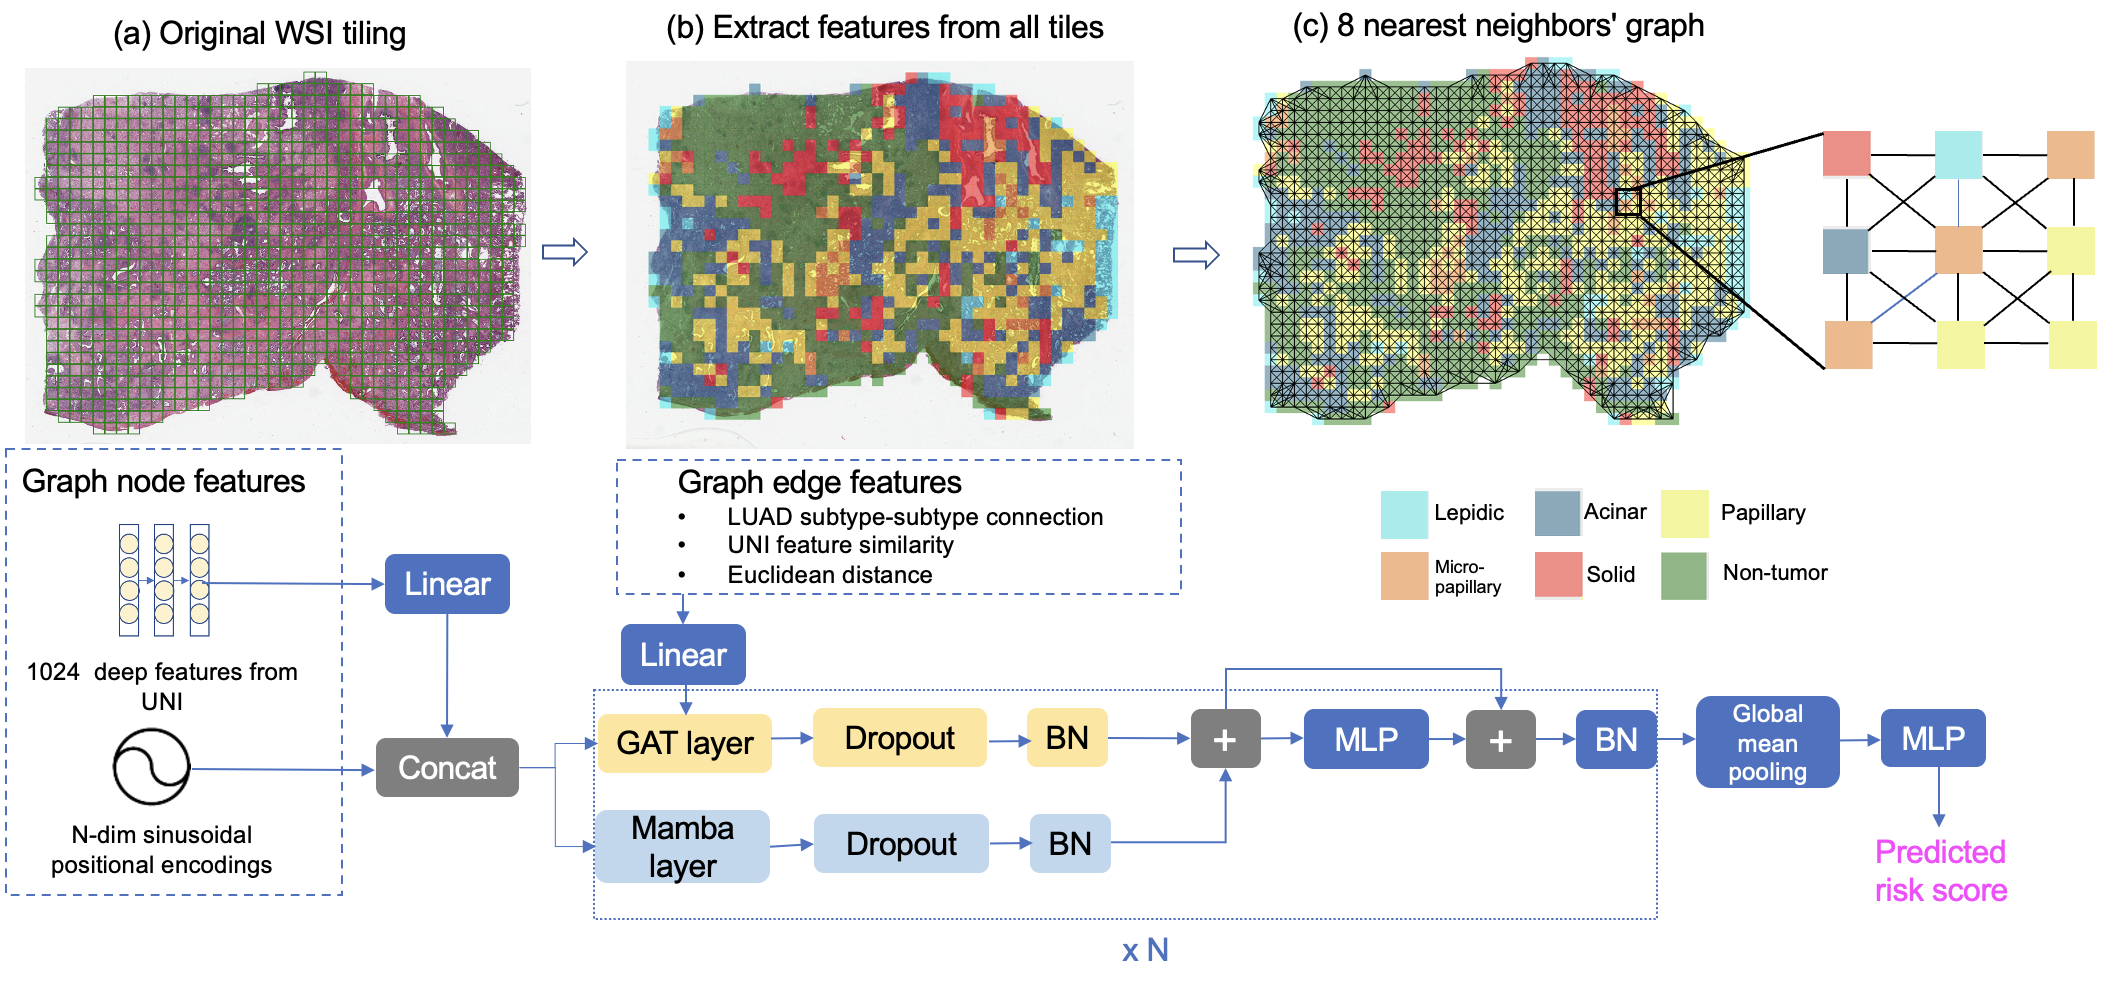 (a) Original WSI tiling
(b) Extract features from all tiles
(c) 8 nearest neighbors' graph
Graph node features
1024 deep features from
UNI
N-dim sinusoidal
positional encodings
Linear
Concat
Graph edge features
• LUAD subtype-subtype connection
• UNI feature similarity
• Euclidean distance
Linear
Lepidic
Acinar
Papillary
Micro-
papillary
Solid
Non-tumor
GAT layer
Dropout
BN
+
MLP
+
BN
Global
mean
pooling
MLP
Mamba
layer
Dropout
BN
Predicted
risk score
x N